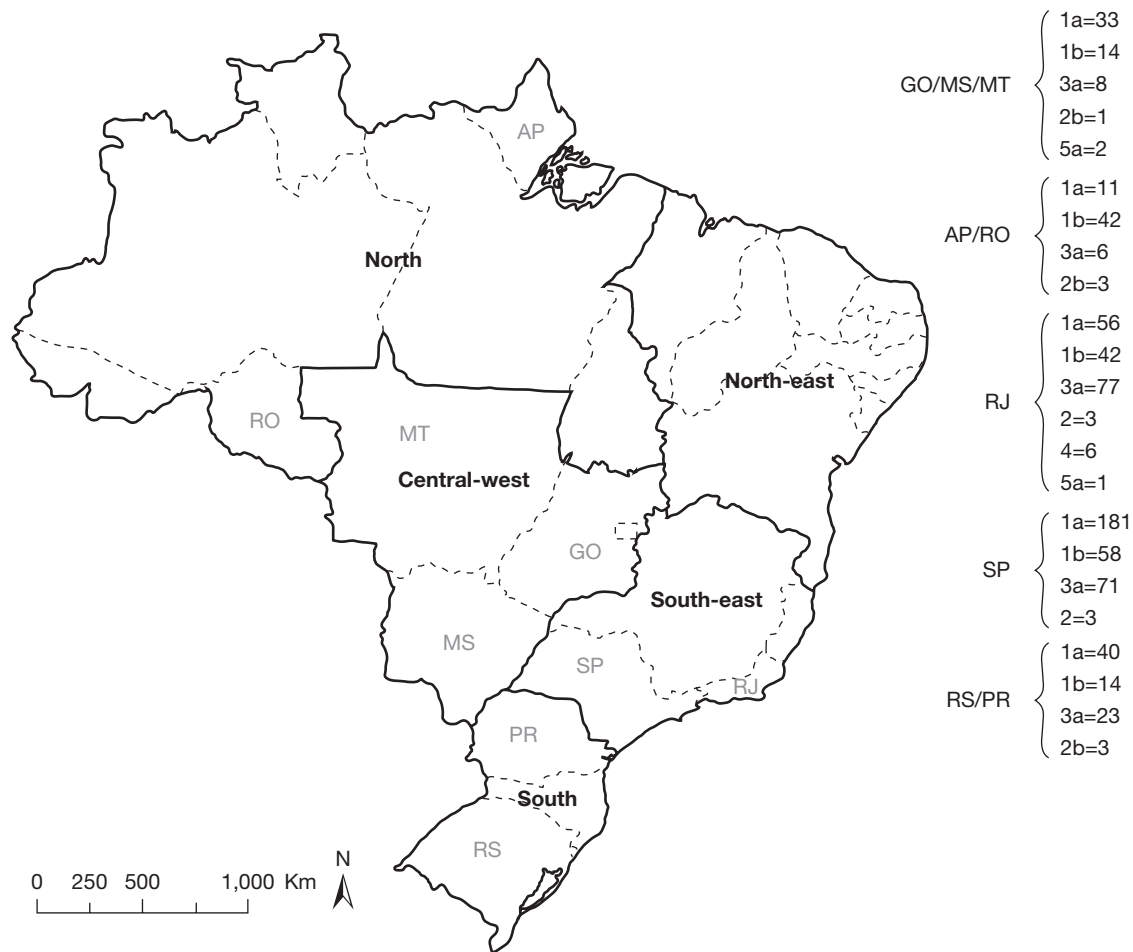 AP
North
North-east
RO
MT
Central-west
GO
South-east
MS
SP
RJ
PR
South
RS
N
0 250 500 1,000 Km
GO/MS/MT
1a=33
1b=14
3a=8
2b=1
5a=2
AP/RO
1a=11
1b=42
3a=6
2b=3
RJ
1a=56
1b=42
3a=77
2=3
4=6
5a=1
SP
1a=181
1b=58
3a=71
2=3
RS/PR
1a=40
1b=14
3a=23
2b=3